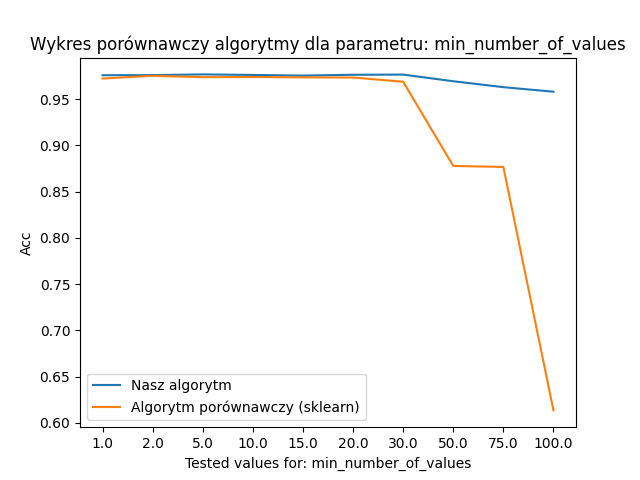 Wykres porównawczy algorytmy dla parametru: min_number_of_values
0.95
0.90
0.85
0.80
0.75
0.70
0.65
0.60
Acc
Nasz algorytm
Algorytm porównawczy (sklearn)
1.0 2.0 5.0 10.0 15.0 20.0 30.0 50.0 75.0 100.0
Tested values for: min_number_of_values